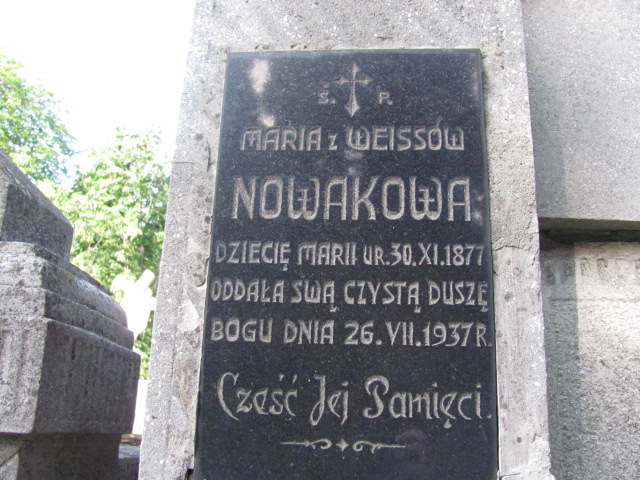 Ś. P.
MARIA z WEISSÓW
NOWAKOWA
DZIECIĘ MARII UR. 30.XI.1877
ODDAŁA SWĄ CZYSTĄ DUSZĘ
BOGU DNIA 26.VII.1937 R.
Cześć Jej Pamięci.